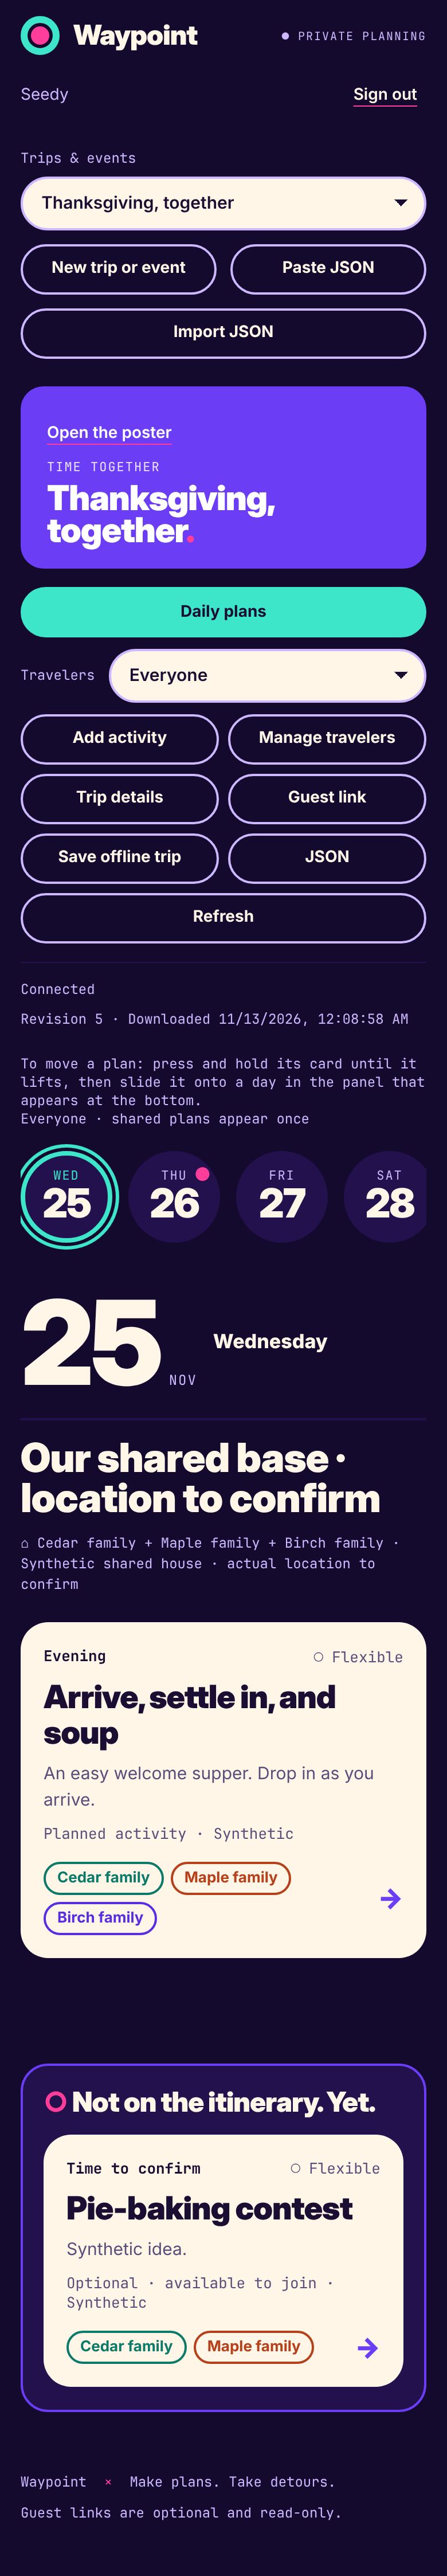 Waypoint
PRIVATE PLANNING
Seedy
Sign out
Trips & events
Thanksgiving, together
New trip or event
Paste JSON
Import JSON
Open the poster
TIME TOGETHER
Thanksgiving,
together.
Daily plans
Travelers
Everyone
Add activity
Manage travelers
Trip details
Guest link
Save offline trip
JSON
Refresh
Connected
Revision 5 · Downloaded 11/13/2026, 12:08:58 AM
To move a plan: press and hold its card until it
lifts, then slide it onto a day in the panel that
appears at the bottom.
Everyone · shared plans appear once
WED
25
THU
26
FRI
27
SAT
28
25
NOV
Wednesday
Our shared base ·
location to confirm
⌂ Cedar family + Maple family + Birch family ·
Synthetic shared house · actual location to
confirm
Evening
○ Flexible
Arrive, settle in, and
soup
An easy welcome supper. Drop in as you
arrive.
Planned activity · Synthetic
Cedar family
Maple family
Birch family
→
Not on the itinerary. Yet.
Time to confirm
○ Flexible
Pie-baking contest
Synthetic idea.
Optional · available to join ·
Synthetic
Cedar family
Maple family
→
Waypoint × Make plans. Take detours.
Guest links are optional and read-only.